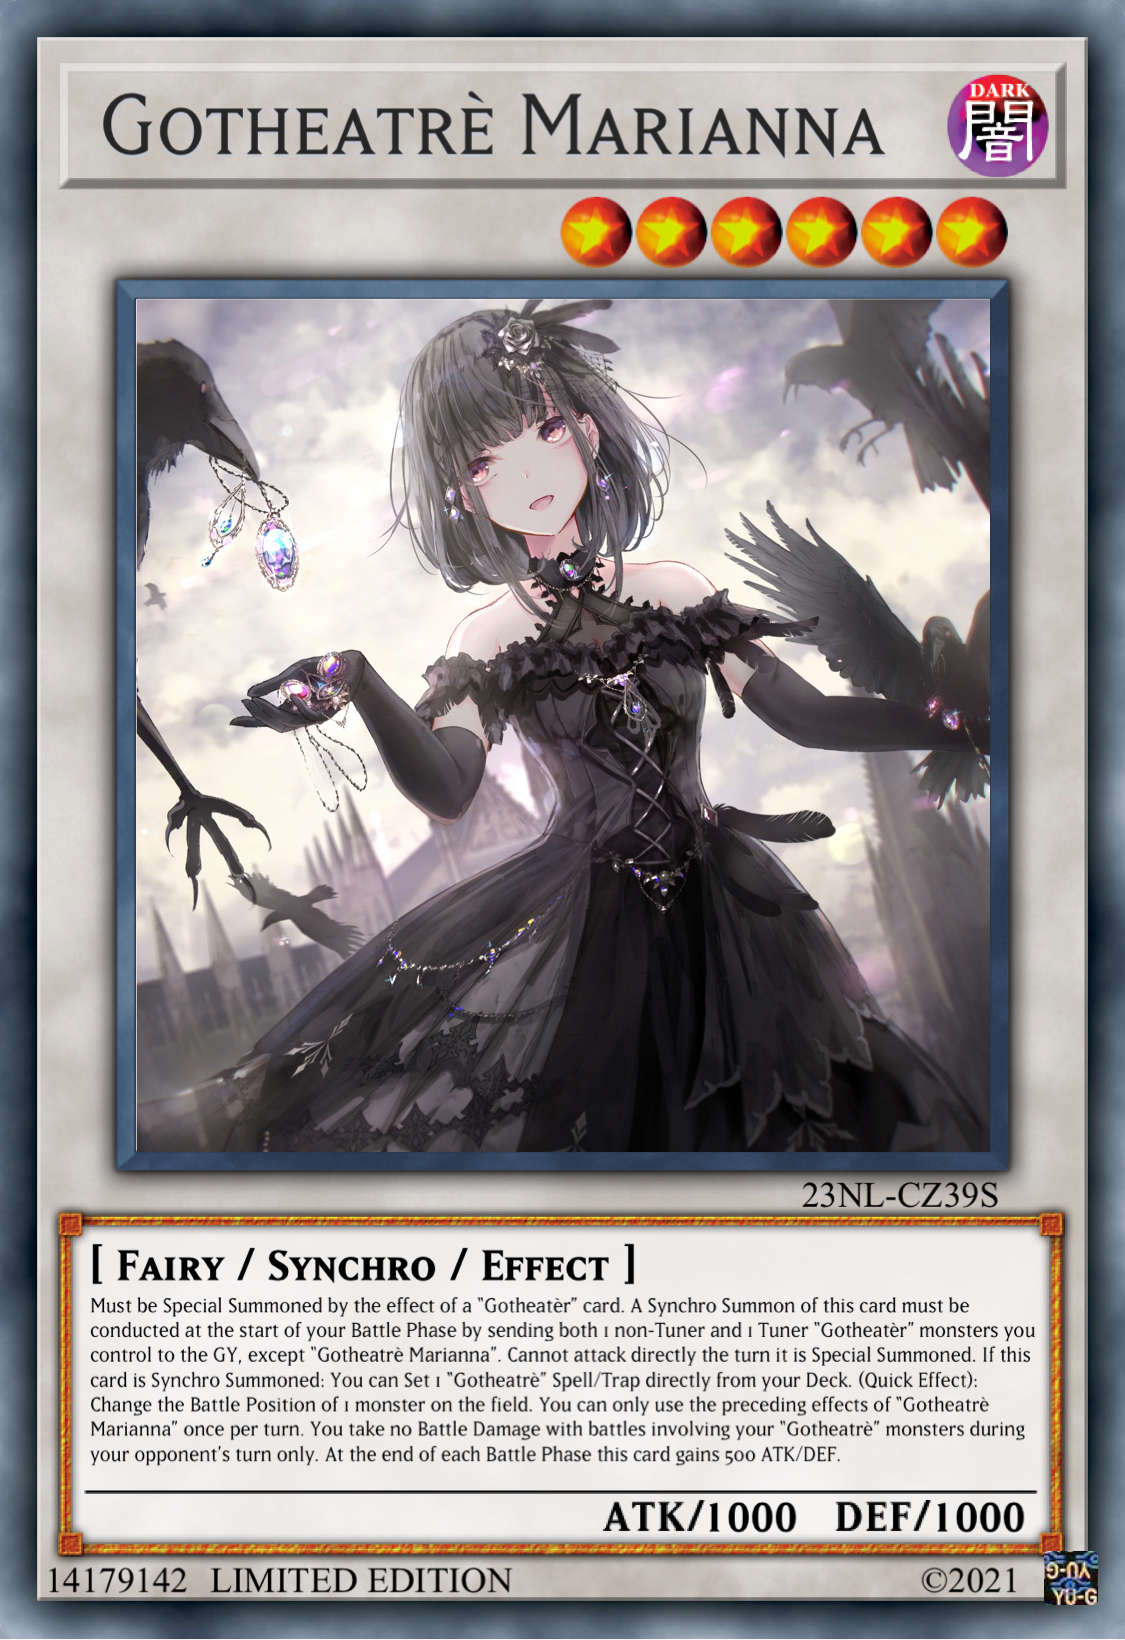 Gotheatrè Marianna
DARK
闇
23NL-CZ39S
[ Fairy / Synchro / Effect ]
Must be Special Summoned by the effect of a "Gotheatèr" card. A Synchro Summon of this card must be
conducted at the start of your Battle Phase by sending both 1 non-Tuner and 1 Tuner "Gotheatèr" monsters you
control to the GY, except "Gotheatrè Marianna". Cannot attack directly the turn it is Special Summoned. If this
card is Synchro Summoned: You can Set 1 "Gotheatrè" Spell/Trap directly from your Deck. (Quick Effect):
Change the Battle Position of 1 monster on the field. You can only use the preceding effects of "Gotheatrè
Marianna" once per turn. You take no Battle Damage with battles involving your "Gotheatrè" monsters during
your opponent's turn only. At the end of each Battle Phase this card gains 500 ATK/DEF.
ATK/1000 DEF/1000
14179142 LIMITED EDITION ©2021
YU-G
YU-G